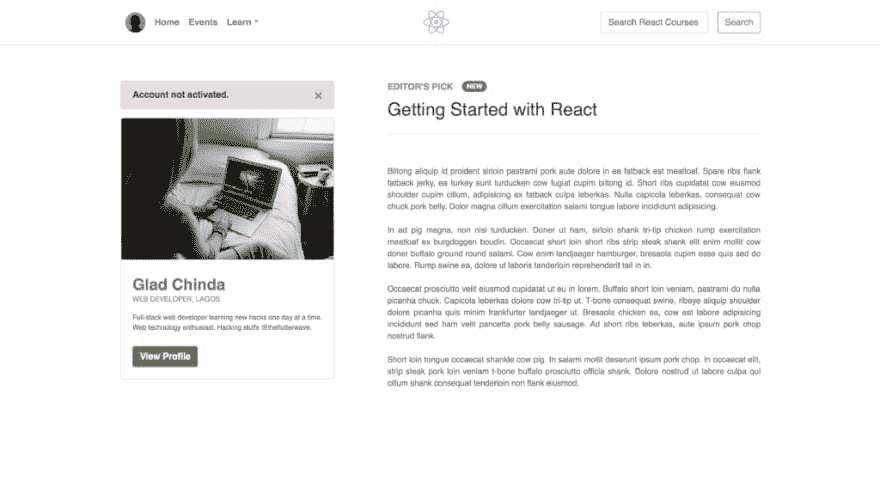 Home Events Learn
Search React Courses Search
Account not activated.
×
Glad Chinda
WEB DEVELOPER, LAGOS
Full-stack web developer learning new hacks one day at a time.
Web technology enthusiast. Hacking stuffs @theflutterwave.
View Profile
EDITOR'S PICK NEW
Getting Started with React
Biltong aliquip id proident sirloin pastrami pork aute dolore in ea fatback est meatloaf. Spare ribs flank
fatback jerky, ea turkey sunt turducken cow fugiat cupim biltong id. Short ribs cupidatat cow eiusmod
shoulder cupim cillum, adipisicing ex fatback culpa leberkas. Nulla capicola leberkas, consequat cow
chuck pork belly. Dolor magna cillum exercitation salami tongue labore incididunt adipisicing.
In ad pig magna, non nisi turducken. Doner ut ham, sirloin shank tri-tip chicken rump exercitation
meatloaf ex burgdoggen boudin. Occaecat short loin short ribs strip steak shank elit enim mollit cow
doner buffalo ground round salami. Cow enim landjaeger hamburger, bresaola cupim esse quis sed do
labore. Rump swine ea, dolore ut laboris tenderloin reprehenderit tail in in.
Occaecat prosciutto velit eiusmod cupidatat ut eu in lorem. Buffalo short loin veniam, pastrami do nulla
picanha chuck. Capicola leberkas dolore cow tri-tip ut. T-bone consequat swine, ribeye aliquip shoulder
dolore picanha quis minim frankfurter landjaeger ut. Bresaola chicken ea, cow est labore adipisicing
incididunt sed ham velit pancetta pork belly sausage. Ad short ribs leberkas, aute ipsum pork chop
nostrud flank.
Short loin tongue occaecat shankle cow pig. In salami mollit deserunt ipsum pork chop. In occaecat elit,
strip steak pork loin veniam t-bone buffalo prosciutto officia shank. Dolore nostrud ut labore culpa qui
cillum shank consequat tenderloin non flank eiusmod.